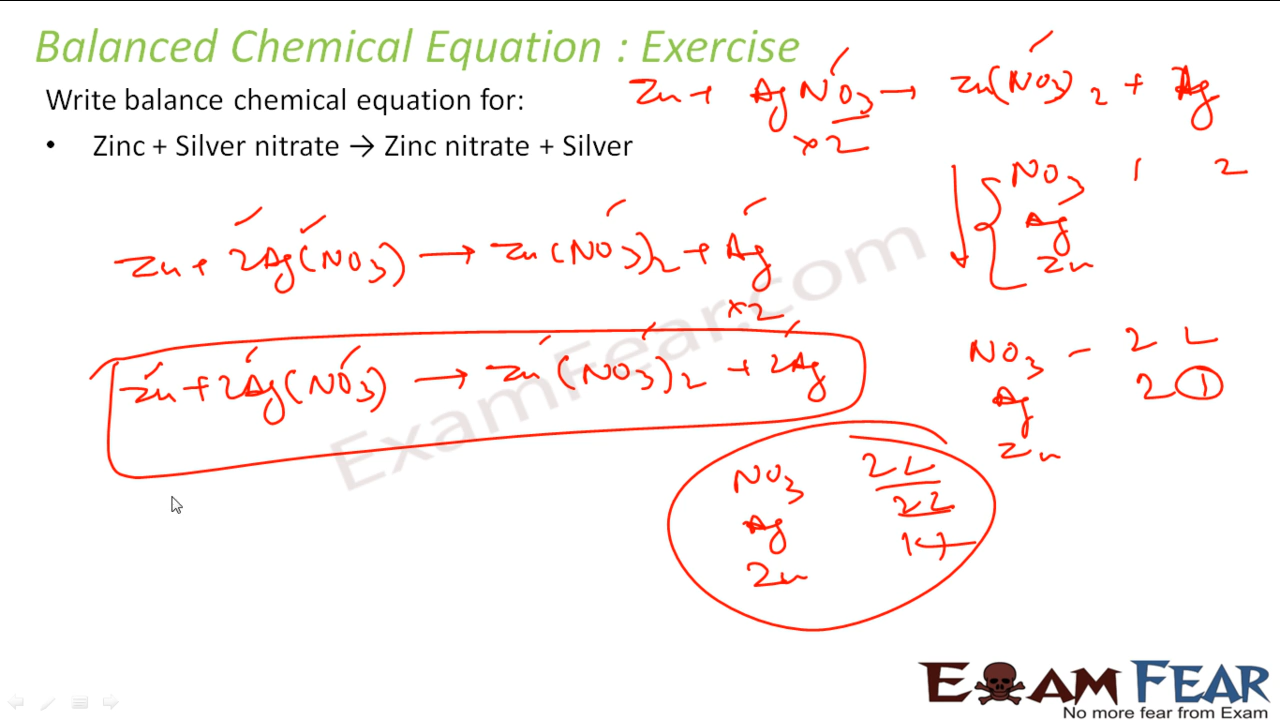 Balanced Chemical Equation : Exercise
Write balance chemical equation for:
Zn + AgNO3 → Zn(NO3)2 + Ag
×2
• Zinc + Silver nitrate → Zinc nitrate + Silver
NO3 1 2
Ag
Zn
Zn + 2Ag(NO3) → Zn(NO3)2 + Ag
×2
NO3 - 2 2
Ag 2 1
Zn
Zn + 2Ag(NO3) → Zn(NO3)2 + 2Ag
NO3 2 2
Ag 2 2
Zn
ExamFear.com
EXAM FEAR
No more fear from Exam